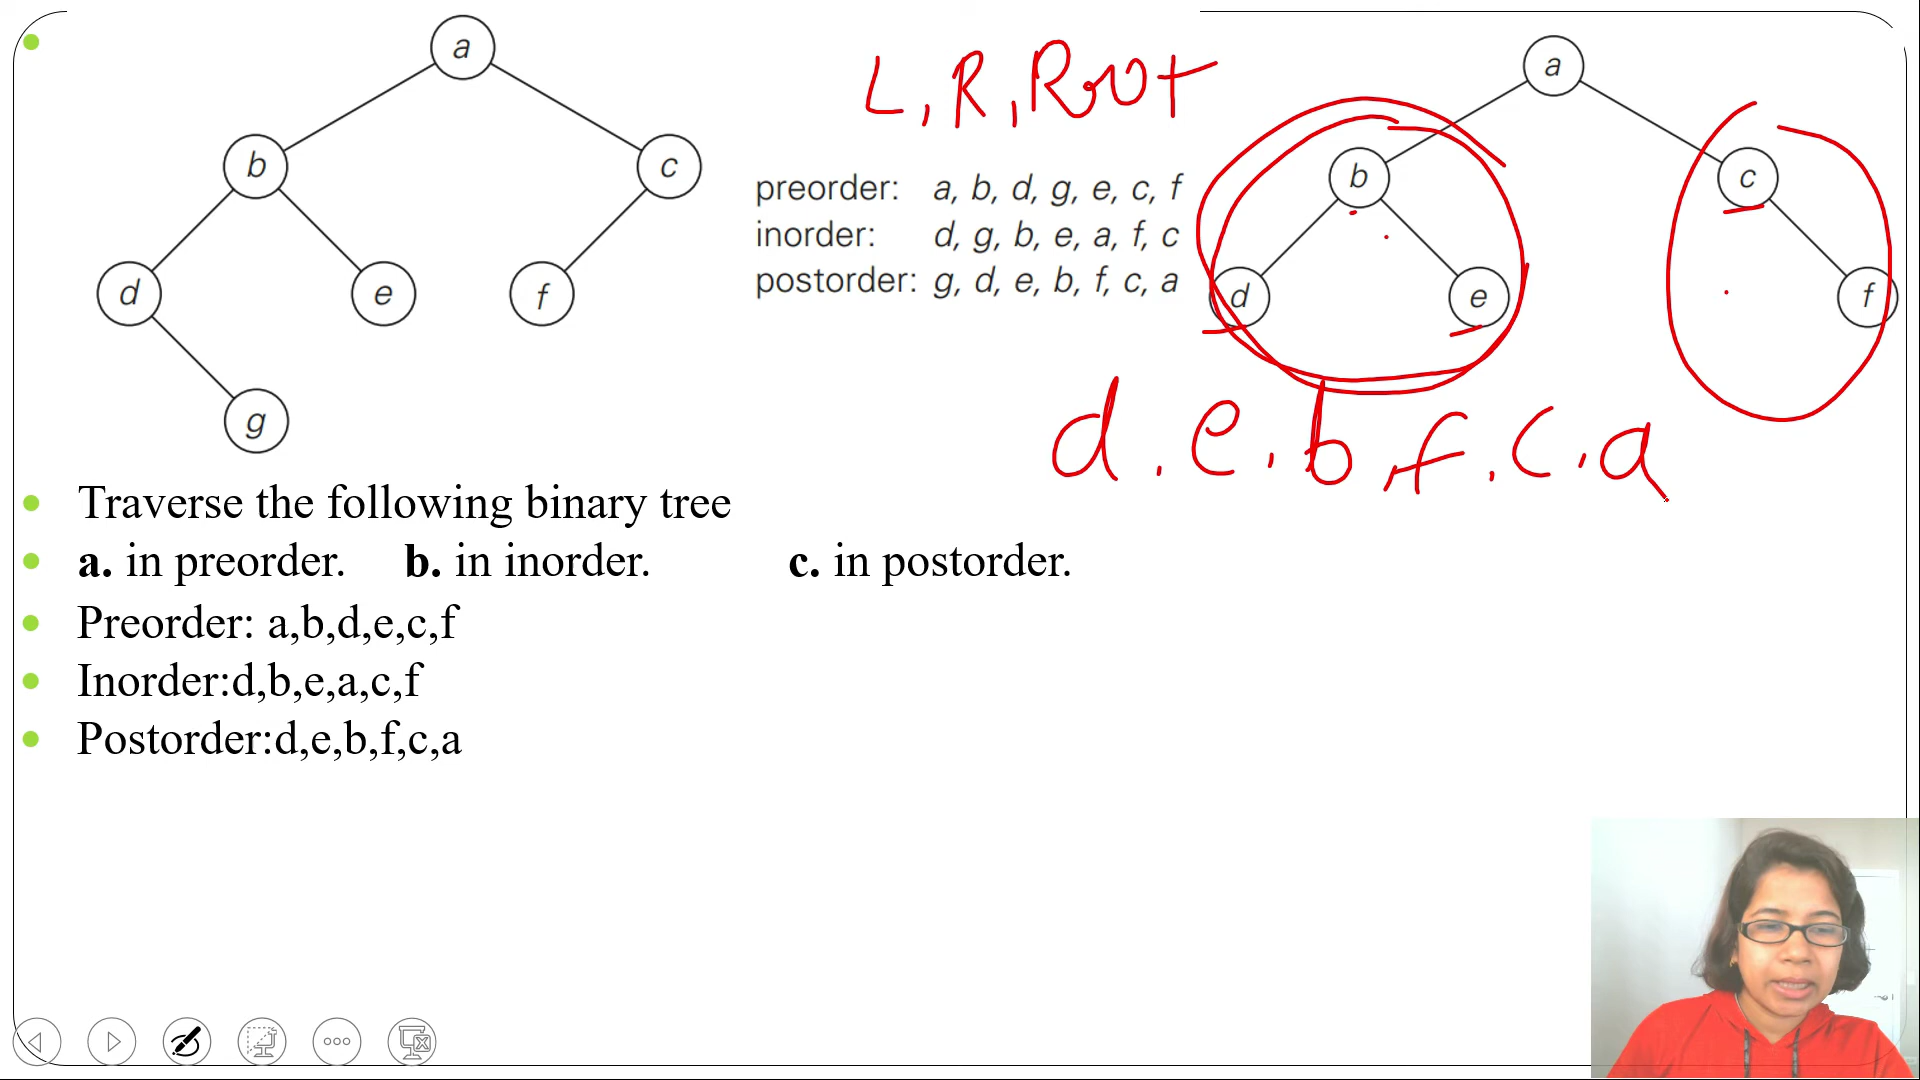 a
b
c
d
e
f
g
L, R, Root
preorder: a, b, d, g, e, c, f
inorder: d, g, b, e, a, f, c
postorder: g, d, e, b, f, c, a
a
b
c
d
e
f
d, e, b, f, c, a
Traverse the following binary tree
a. in preorder. b. in inorder. c. in postorder.
Preorder: a,b,d,e,c,f
Inorder:d,b,e,a,c,f
Postorder:d,e,b,f,c,a